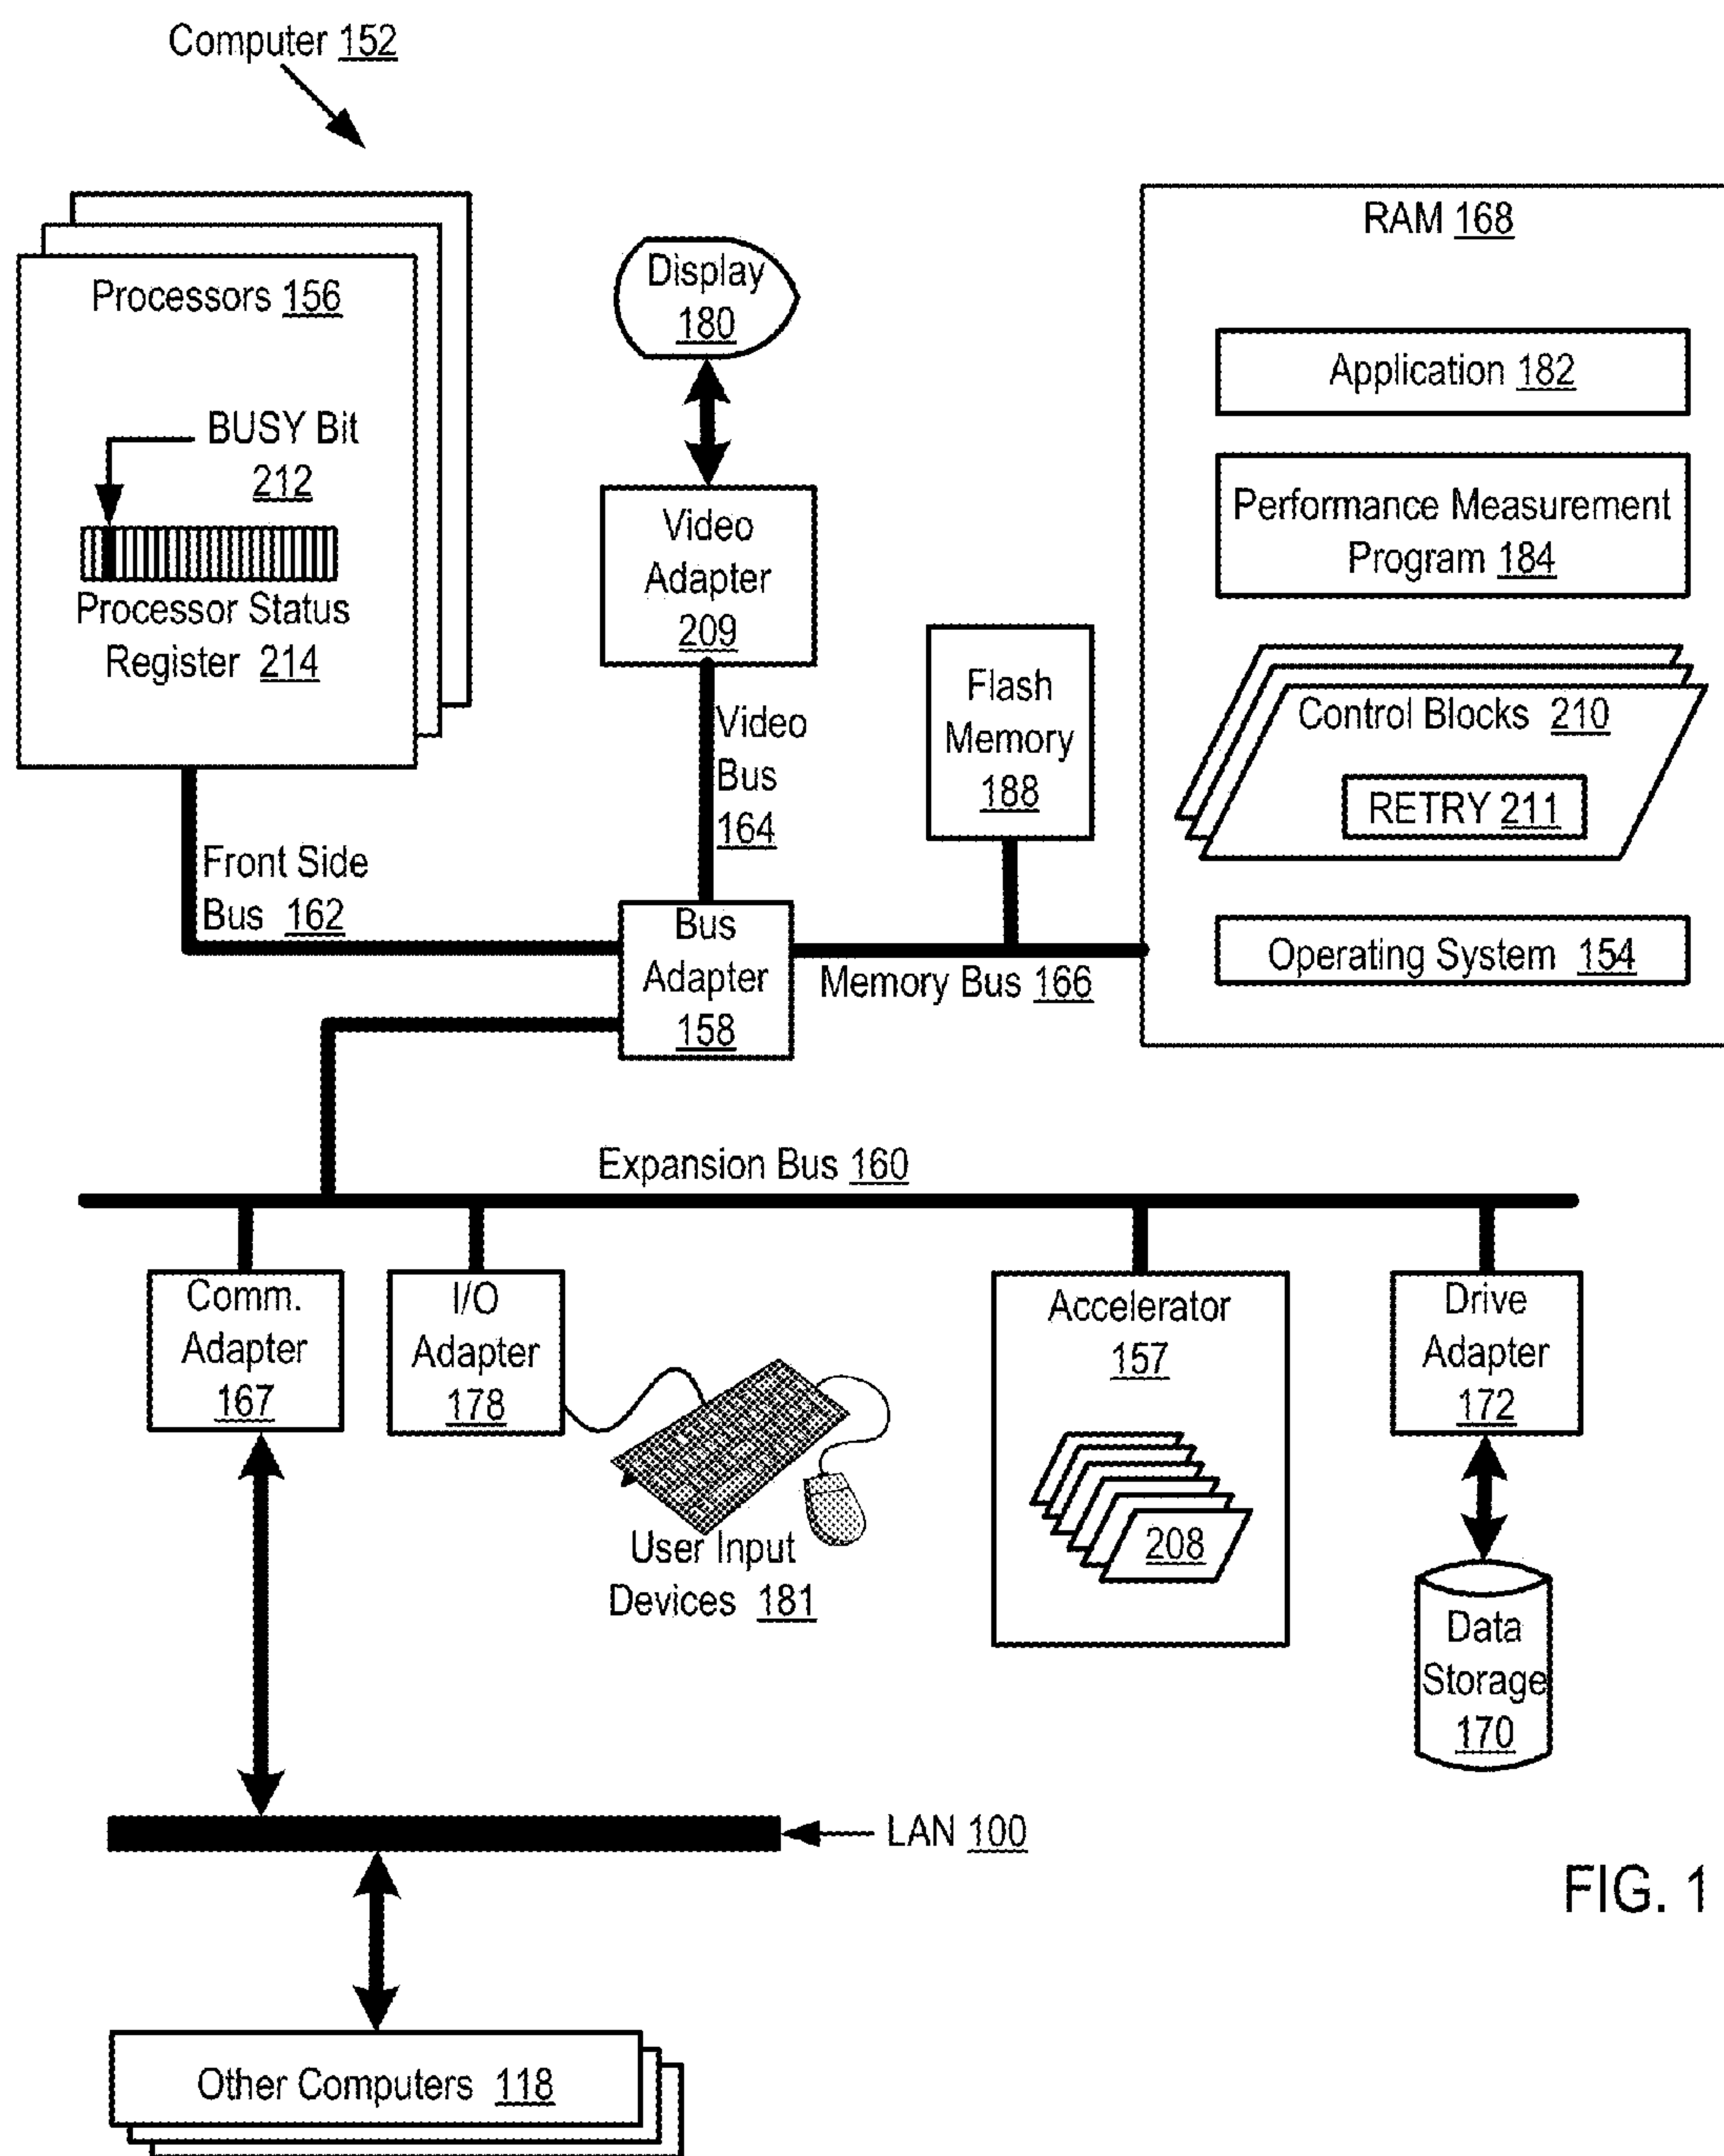 Computer 152
Processors 156
BUSY Bit
212
Processor Status
Register 214
Display
180
Video
Adapter
209
Video
Bus
164
Flash
Memory
188
RAM 168
Application 182
Performance Measurement
Program 184
Control Blocks 210
RETRY 211
Operating System 154
Front Side
Bus 162
Bus
Adapter
158
Memory Bus 166
Expansion Bus 160
Comm.
Adapter
167
I/O
Adapter
178
User Input
Devices 181
Accelerator
157
208
Drive
Adapter
172
Data
Storage
170
LAN 100
FIG. 1
Other Computers 118